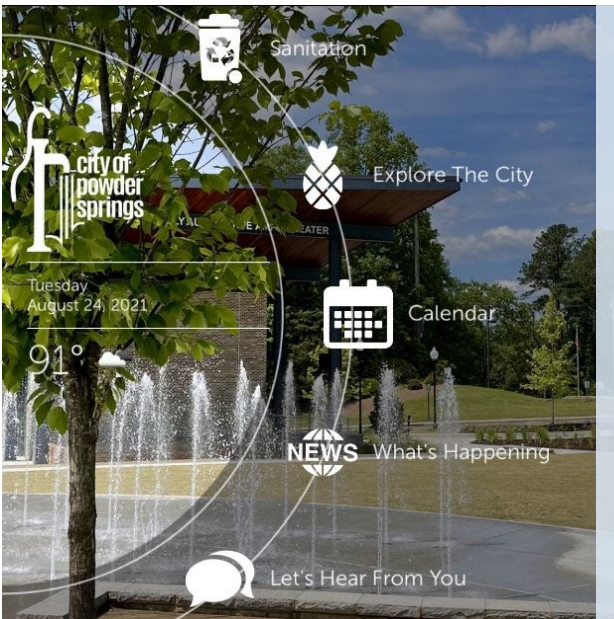 Sanitation
Explore The City
city of
powder
springs
Tuesday
August 24, 2021
91°
Calendar
NEWS
What's Happening
Let's Hear From You